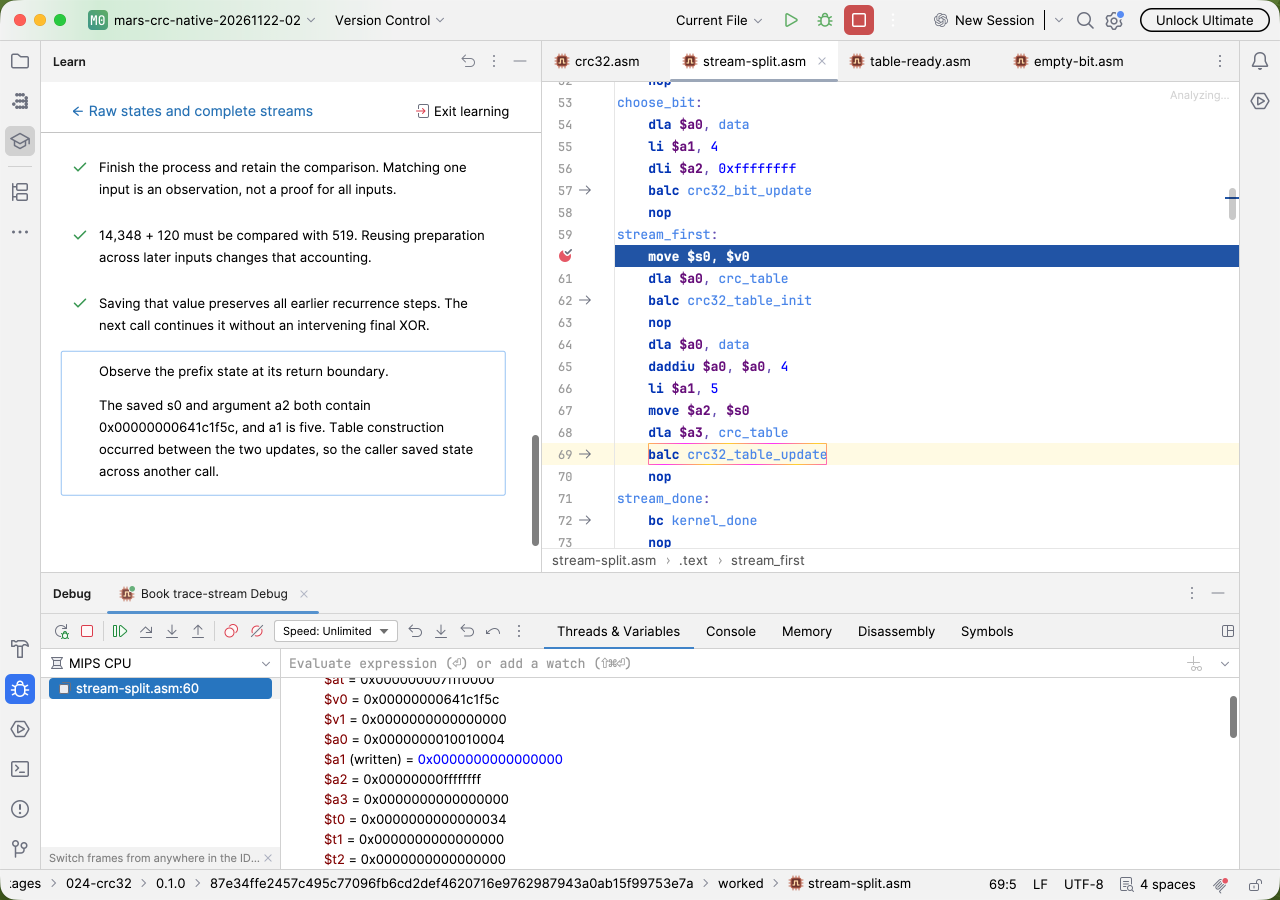 M0 mars-crc-native-20261122-02
Version Control
Current File
New Session
Unlock Ultimate
Learn
crc32.asm
stream-split.asm
table-ready.asm
empty-bit.asm
← Raw states and complete streams
Exit learning
Finish the process and retain the comparison. Matching one
input is an observation, not a proof for all inputs.
14,348 + 120 must be compared with 519. Reusing preparation
across later inputs changes that accounting.
Saving that value preserves all earlier recurrence steps. The
next call continues it without an intervening final XOR.
Observe the prefix state at its return boundary.
The saved s0 and argument a2 both contain
0x00000000641c1f5c, and a1 is five. Table construction
occurred between the two updates, so the caller saved state
across another call.
Analyzing...
52 nop
53 choose_bit:
54 dla $a0, data
55 li $a1, 4
56 dli $a2, 0xffffffff
57 balc crc32_bit_update
58 nop
59 stream_first:
move $s0, $v0
61 dla $a0, crc_table
62 balc crc32_table_init
63 nop
64 dla $a0, data
65 daddiu $a0, $a0, 4
66 li $a1, 5
67 move $a2, $s0
68 dla $a3, crc_table
69 balc crc32_table_update
70 nop
71 stream_done:
72 bc kernel_done
73 nop
stream-split.asm › .text › stream_first
Debug
Book trace-stream Debug
Speed: Unlimited
Threads & Variables
Console
Memory
Disassembly
Symbols
MIPS CPU
Evaluate expression (⏎) or add a watch (⇧⌘⏎)
stream-split.asm:60
$at = 0x000000007fff0000
$v0 = 0x00000000641c1f5c
$v1 = 0x0000000000000000
$a0 = 0x0000000010010004
$a1 (written) = 0x0000000000000000
$a2 = 0x00000000ffffffff
$a3 = 0x0000000000000000
$t0 = 0x0000000000000034
$t1 = 0x0000000000000000
$t2 = 0x0000000000000000
Switch frames from anywhere in the ID...
ages › 024-crc32 › 0.1.0 › 87e34ffe2457c495c77096fb6cd2def4620716e9762987943a0ab15f99753e7a › worked › stream-split.asm
69:5
LF
UTF-8
4 spaces